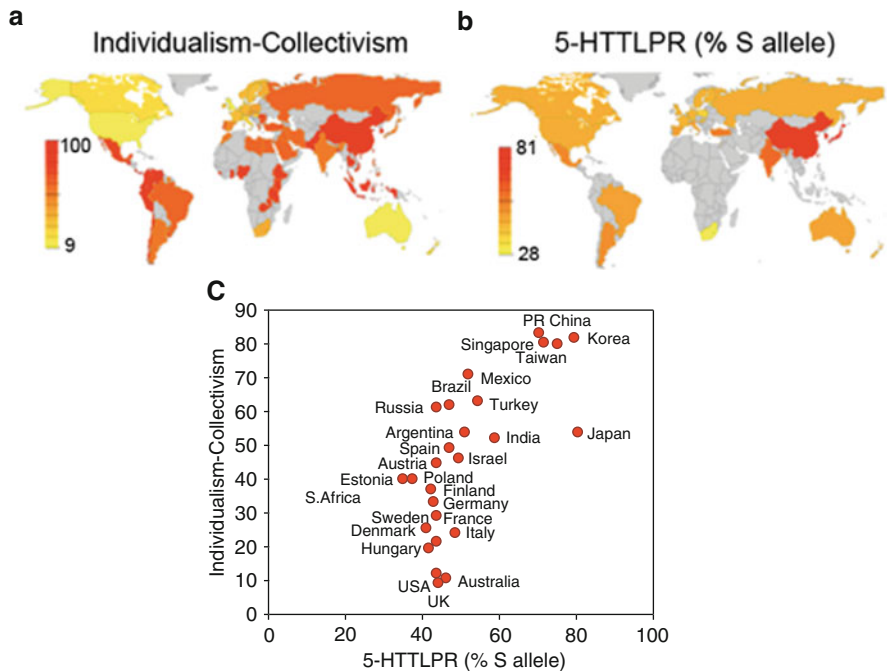 a
Individualism-Collectivism
100
9
b
5-HTTLPR (% S allele)
81
28
C
Individualism-Collectivism
90
80
70
60
50
40
30
20
10
0
PR China
Singapore
Korea
Taiwan
Mexico
Brazil
Russia
Turkey
Argentina
India
Japan
Spain
Israel
Austria
Estonia
Poland
S.Africa
Finland
Germany
Sweden
France
Denmark
Italy
Hungary
USA
Australia
UK
0 20 40 60 80 100
5-HTTLPR (% S allele)